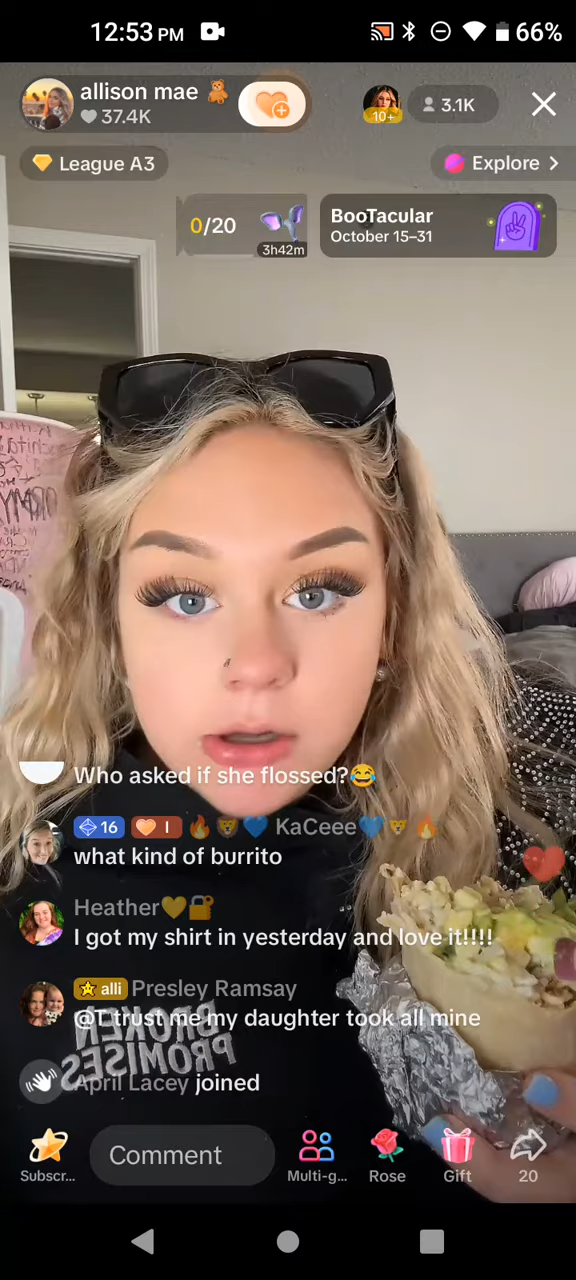 12:53 PM
66%
allison mae 🧸
37.4K
10+
3.1K
League A3
Explore >
0/20
3h42m
BooTacular
October 15–31
Who asked if she flossed?😂
16 I 🔥🦁💙 KaCeee💙🦁🔥
what kind of burrito
Heather💛🔐
I got my shirt in yesterday and love it!!!!
alli Presley Ramsay
@T trust me my daughter took all mine
BROKEN
PROMISES
April Lacey joined
Comment
Subscr...
Multi-g...
Rose
Gift
20